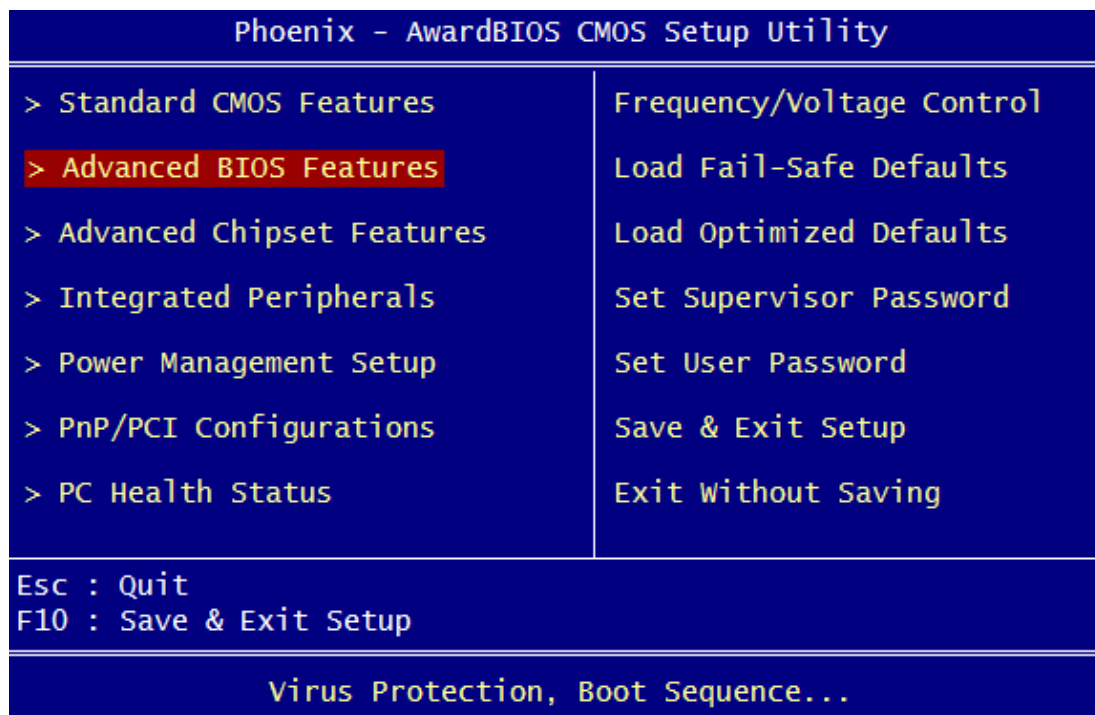 Phoenix - AwardBIOS CMOS Setup Utility
> Standard CMOS Features
> Advanced BIOS Features
> Advanced Chipset Features
> Integrated Peripherals
> Power Management Setup
> PnP/PCI Configurations
> PC Health Status
Frequency/Voltage Control
Load Fail-Safe Defaults
Load Optimized Defaults
Set Supervisor Password
Set User Password
Save & Exit Setup
Exit Without Saving
Esc : Quit
F10 : Save & Exit Setup
Virus Protection, Boot Sequence...